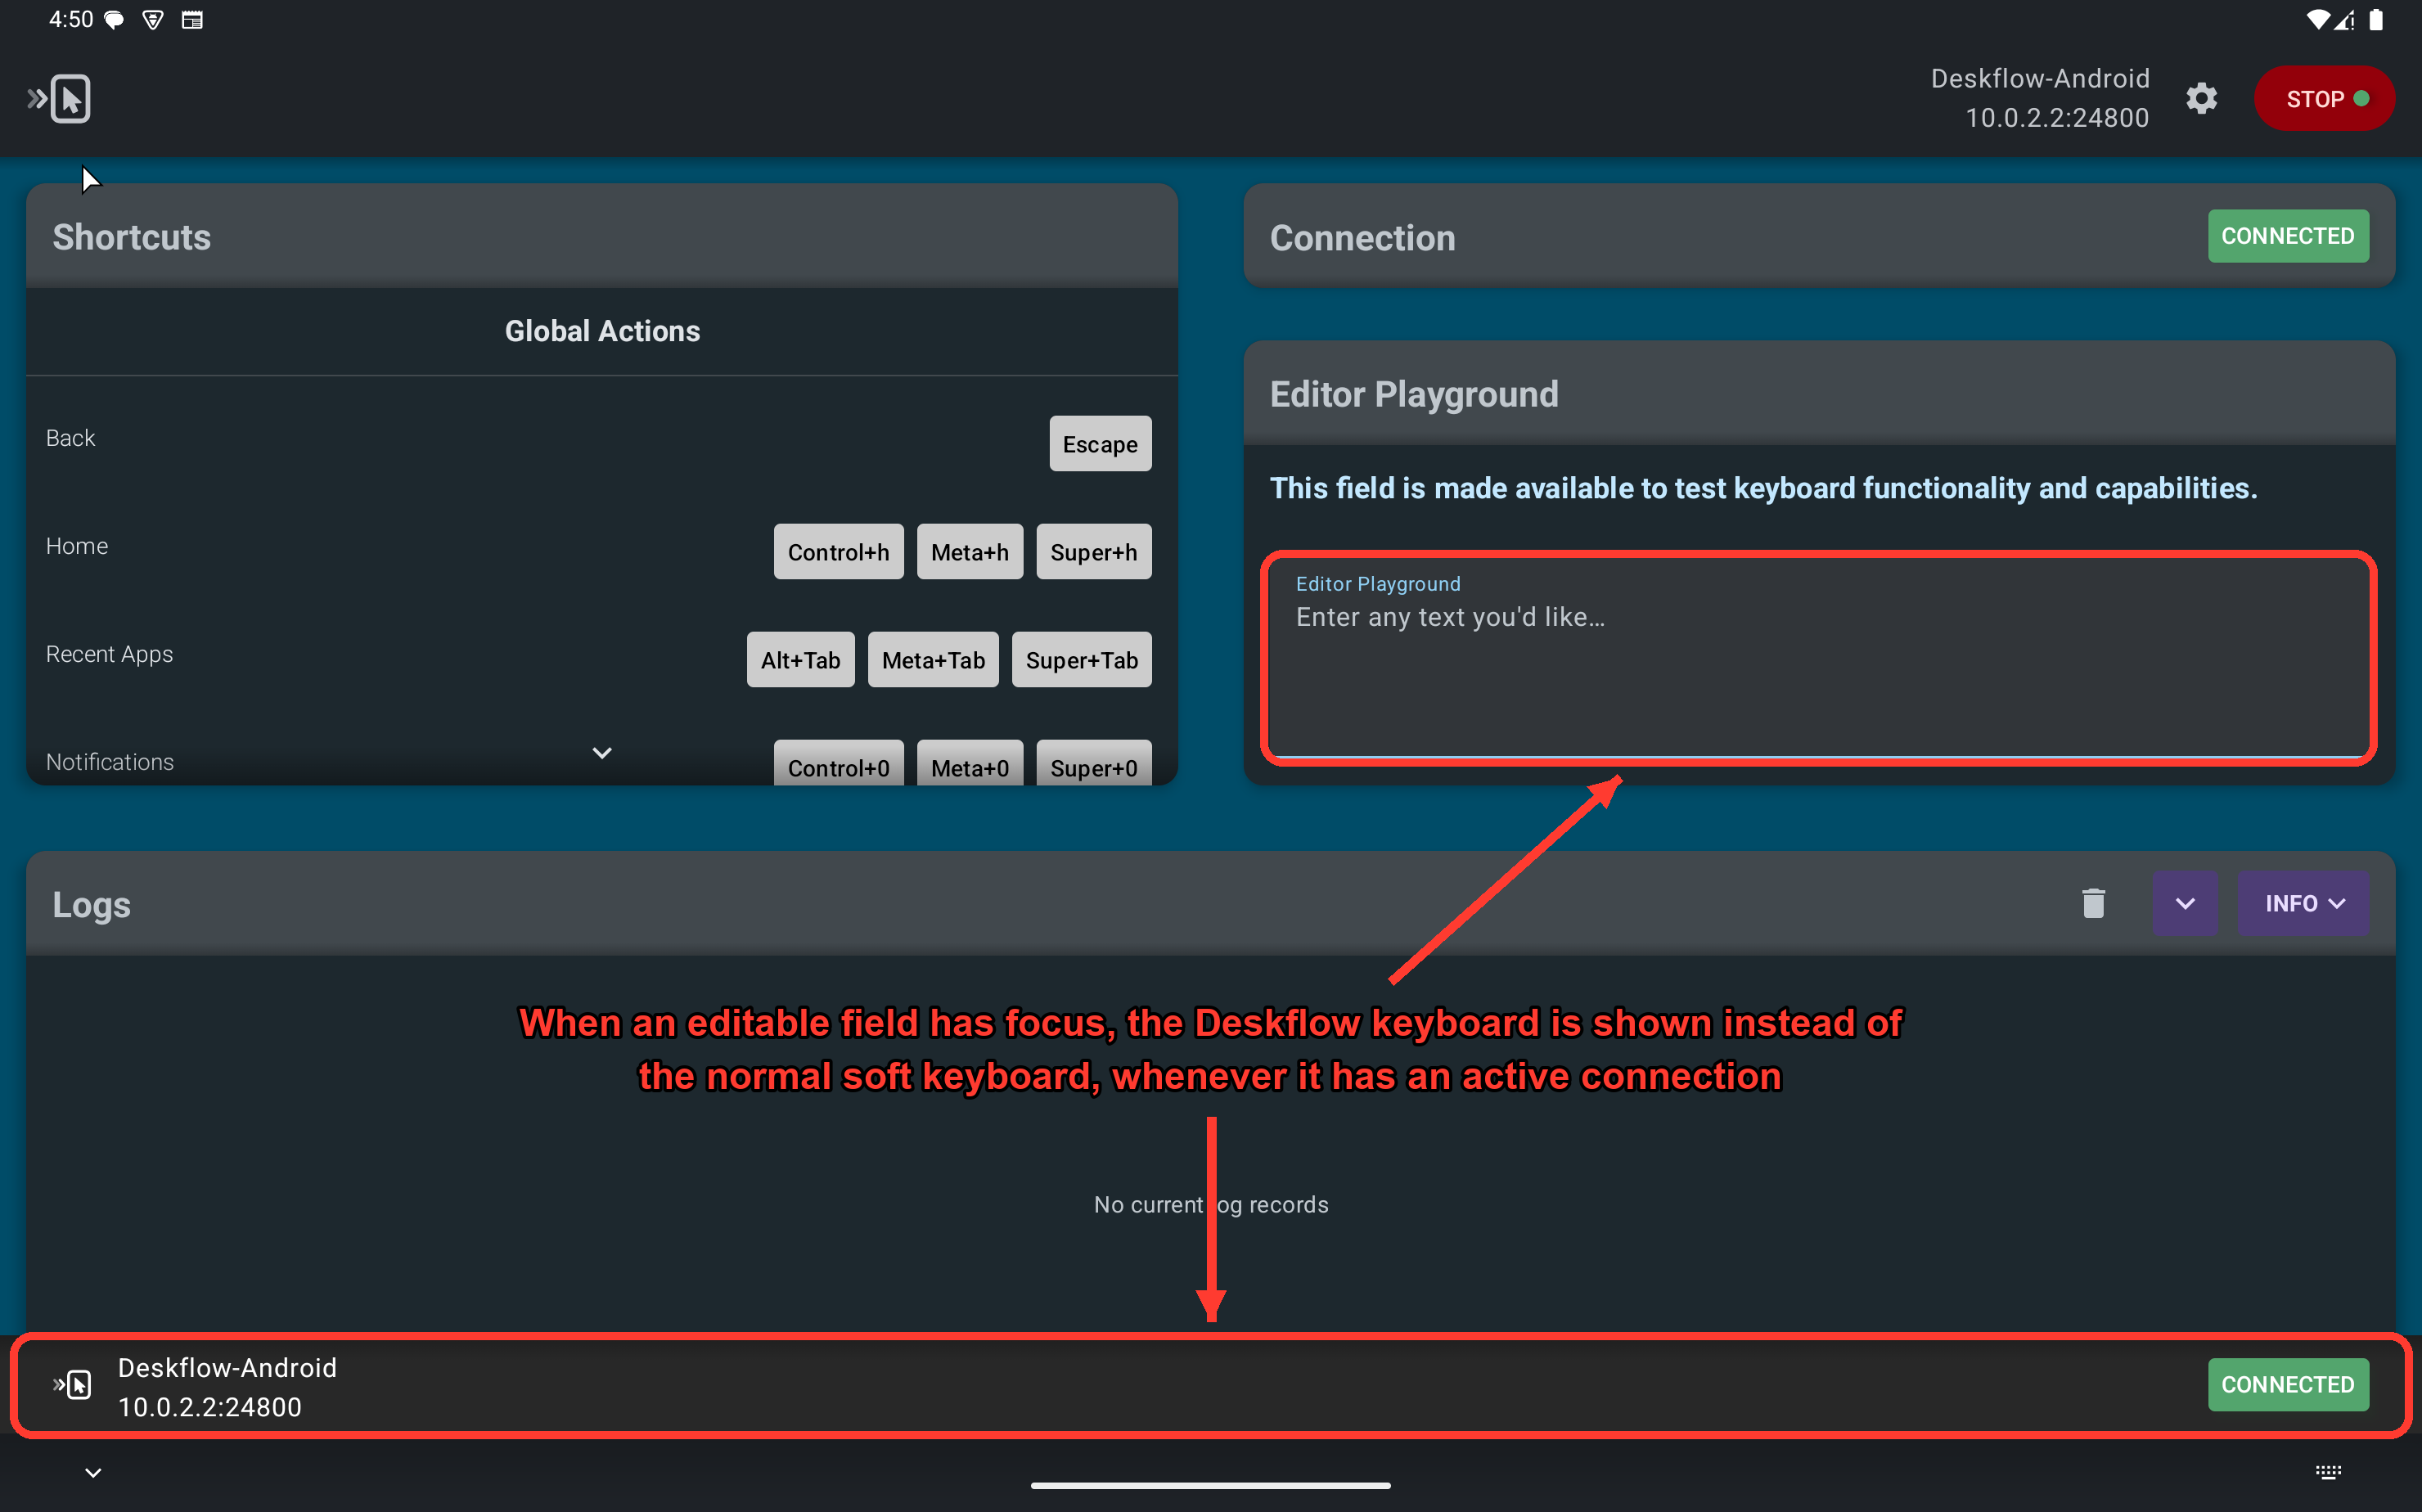 4:50
Deskflow-Android
10.0.2.2:24800
STOP
Shortcuts
Global Actions
Back
Escape
Home
Control+h
Meta+h
Super+h
Recent Apps
Alt+Tab
Meta+Tab
Super+Tab
Notifications
Control+0
Meta+0
Super+0
Connection
CONNECTED
Editor Playground
This field is made available to test keyboard functionality and capabilities.
Editor Playground
Enter any text you'd like...
Logs
INFO
When an editable field has focus, the Deskflow keyboard is shown instead of
the normal soft keyboard, whenever it has an active connection
No current og records
Deskflow-Android
10.0.2.2:24800
CONNECTED